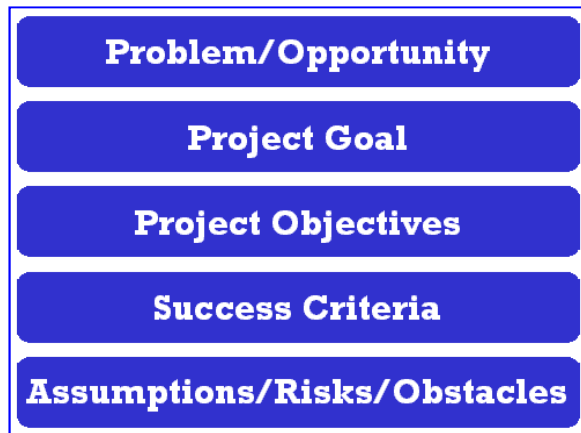 Problem/Opportunity
Project Goal
Project Objectives
Success Criteria
Assumptions/Risks/Obstacles